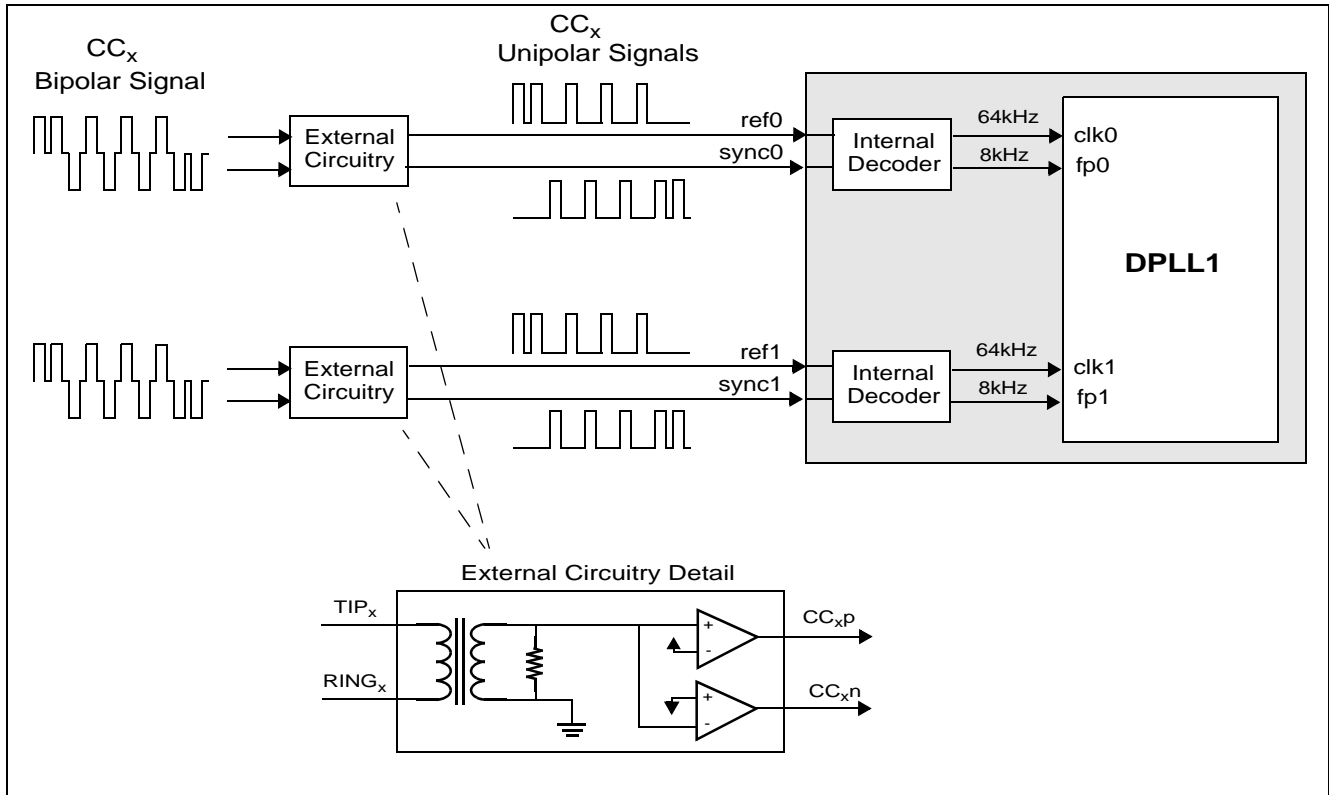 CCx
Bipolar Signal
CCx
Unipolar Signals
External
Circuitry
ref0
sync0
Internal
Decoder
64kHz
8kHz
clk0
fp0
DPLL1
External
Circuitry
ref1
sync1
Internal
Decoder
64kHz
8kHz
clk1
fp1
External Circuitry Detail
TIPx
RINGx
+
-
+
-
CCxp
CCxn